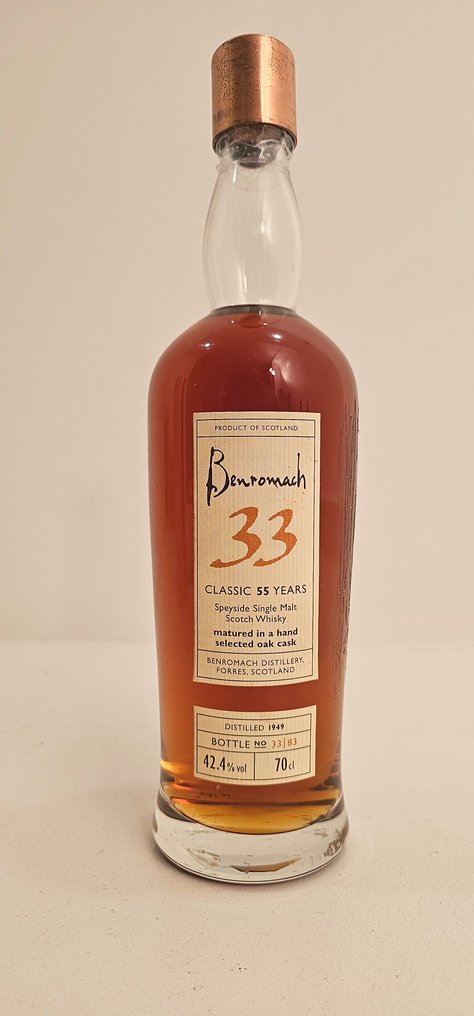 PRODUCT OF SCOTLAND
Benromach
33
CLASSIC 55 YEARS
Speyside Single Malt
Scotch Whisky
matured in a hand
selected oak cask
BENROMACH DISTILLERY,
FORRES, SCOTLAND
DISTILLED 1949
BOTTLE NO 33|83
42.4% vol 70cl